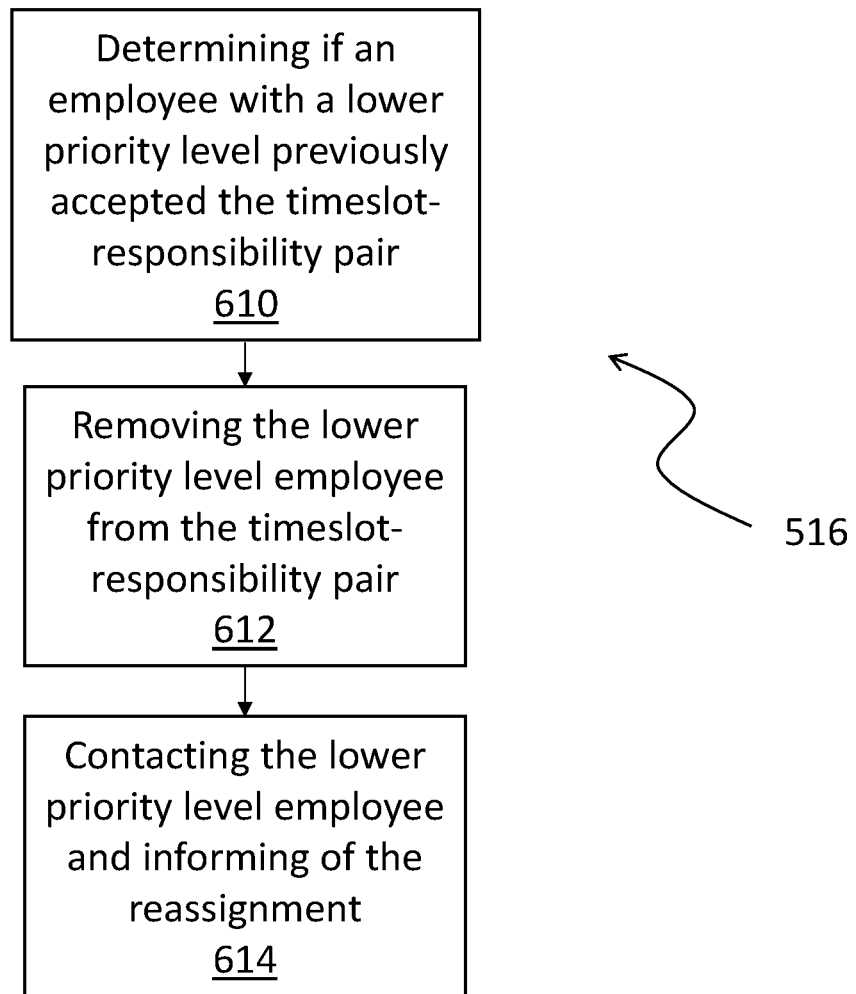 Determining if an
employee with a lower
priority level previously
accepted the timeslot-
responsibility pair
610
Removing the lower
priority level employee
from the timeslot-
responsibility pair
612
516
Contacting the lower
priority level employee
and informing of the
reassignment
614